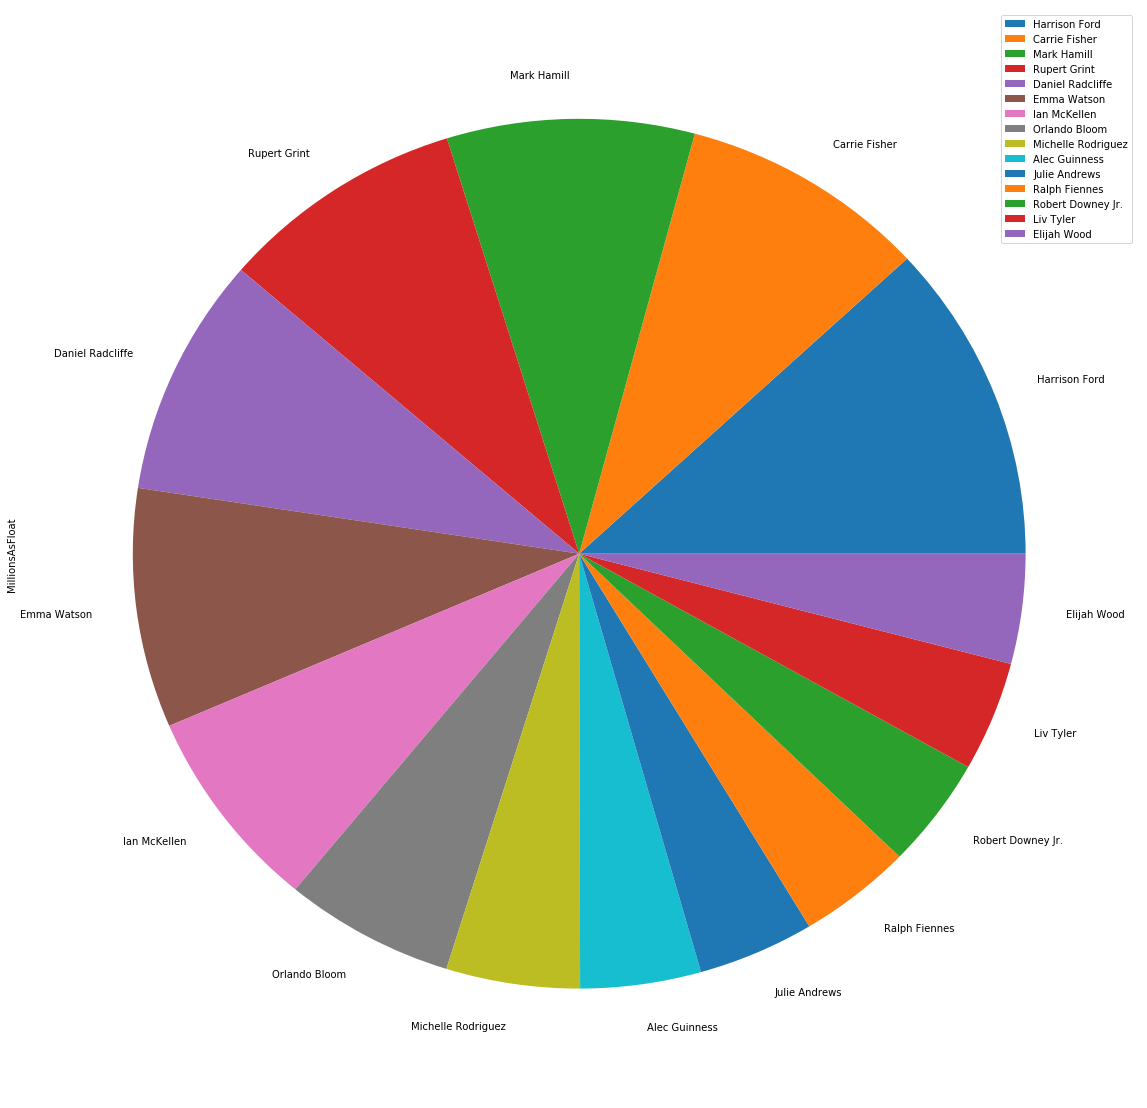 Harrison Ford
Carrie Fisher
Mark Hamill
Rupert Grint
Daniel Radcliffe
Emma Watson
Ian McKellen
Orlando Bloom
Michelle Rodriguez
Alec Guinness
Julie Andrews
Ralph Fiennes
Robert Downey Jr.
Liv Tyler
Elijah Wood
Mark Hamill
Carrie Fisher
Rupert Grint
Daniel Radcliffe
Harrison Ford
MillionsAsFloat
Emma Watson
Elijah Wood
Liv Tyler
Ian McKellen
Robert Downey Jr.
Ralph Fiennes
Orlando Bloom
Julie Andrews
Michelle Rodriguez
Alec Guinness